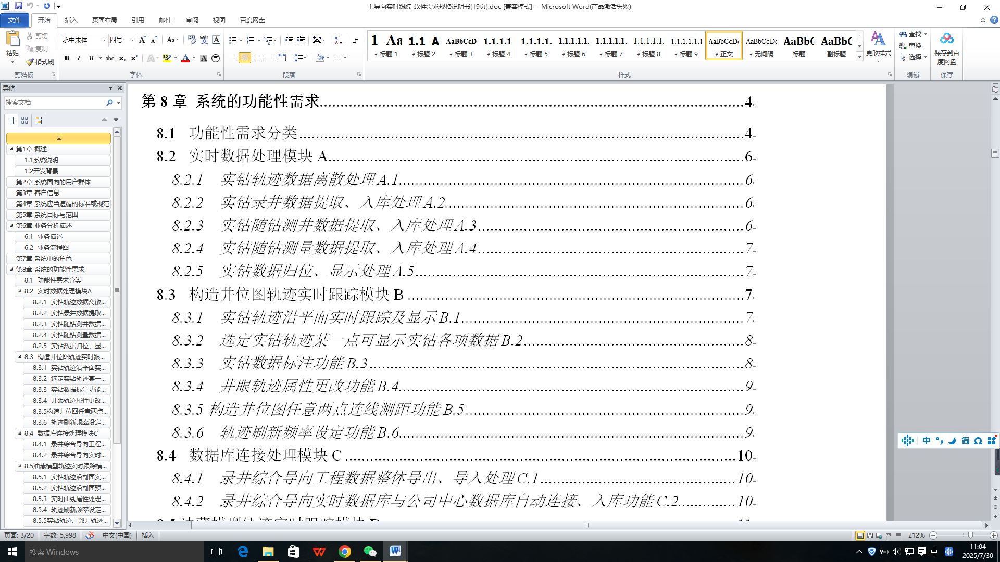 1.导向实时跟踪-软件需求规格说明书(19页).doc [兼容模式] - Microsoft Word(产品激活失败)
文件 开始 插入 页面布局 引用 邮件 审阅 视图 百度网盘
粘贴 剪切 复制 格式刷 剪贴板
永中宋体 四号 字体
段落
标题 1 标题 2 标题 3 标题 4 标题 5 标题 6 标题 7 标题 8 标题 9 正文 无间隔 标题 副标题 更改样式 样式
查找 替换 选择 编辑
保存到百度网盘 保存
导航
搜索文档
第1章 概述
1.1系统说明
1.2开发背景
第2章 系统面向的用户群体
第3章 客户信息
第4章 系统应当遵循的标准或规范
第5章 系统目标与范围
第6章 业务分析描述
6.1 业务描述
6.2 业务流程图
第7章 系统中的角色
第8章 系统的功能性需求
8.1 功能性需求分类
8.2 实时数据处理模块A
8.2.1 实钻轨迹数据离散...
8.2.2 实钻录井数据提取...
8.2.3 实钻随钻测井数据...
8.2.4 实钻随钻测量数据...
8.2.5 实钻数据归位、显...
8.3 构造井位图轨迹实时跟...
8.3.1 实钻轨迹沿平面实...
8.3.2 选定实钻轨迹某一...
8.3.3 实钻数据标注功能...
8.3.4 井眼轨迹属性更改...
8.3.5构造井位图任意两点...
8.3.6 轨迹刷新频率设定...
8.4 数据库连接处理模块C
8.4.1 录井综合导向工程...
8.4.2 录井综合导向实时...
8.5油藏模型轨迹实时跟踪模...
8.5.1 实钻轨迹沿剖面实...
8.5.2 实钻轨迹沿剖面预...
8.5.3 实时曲线属性处理...
8.5.4 轨迹刷新频率设定...
8.5.5实钻轨迹、邻井轨迹...
第 8 章 系统的功能性需求 4
8.1 功能性需求分类 4
8.2 实时数据处理模块 A 6
8.2.1 实钻轨迹数据离散处理 A.1 6
8.2.2 实钻录井数据提取、入库处理 A.2 6
8.2.3 实钻随钻测井数据提取、入库处理 A.3 6
8.2.4 实钻随钻测量数据提取、入库处理 A.4 7
8.2.5 实钻数据归位、显示处理 A.5 7
8.3 构造井位图轨迹实时跟踪模块 B 7
8.3.1 实钻轨迹沿平面实时跟踪及显示 B.1 7
8.3.2 选定实钻轨迹某一点可显示实钻各项数据 B.2 8
8.3.3 实钻数据标注功能 B.3 8
8.3.4 井眼轨迹属性更改功能 B.4 9
8.3.5 构造井位图任意两点连线测距功能 B.5 9
8.3.6 轨迹刷新频率设定功能 B.6 9
8.4 数据库连接处理模块 C 10
8.4.1 录井综合导向工程数据整体导出、导入处理 C.1 10
8.4.2 录井综合导向实时数据库与公司中心数据库自动连接、入库功能 C.2 10
8.5 油藏模型轨迹实时跟踪模块 D 11
中 简
页面: 3/20 字数: 5,998 中文(中国) 插入 212%
搜索 Windows
中 11:04
2025/7/30